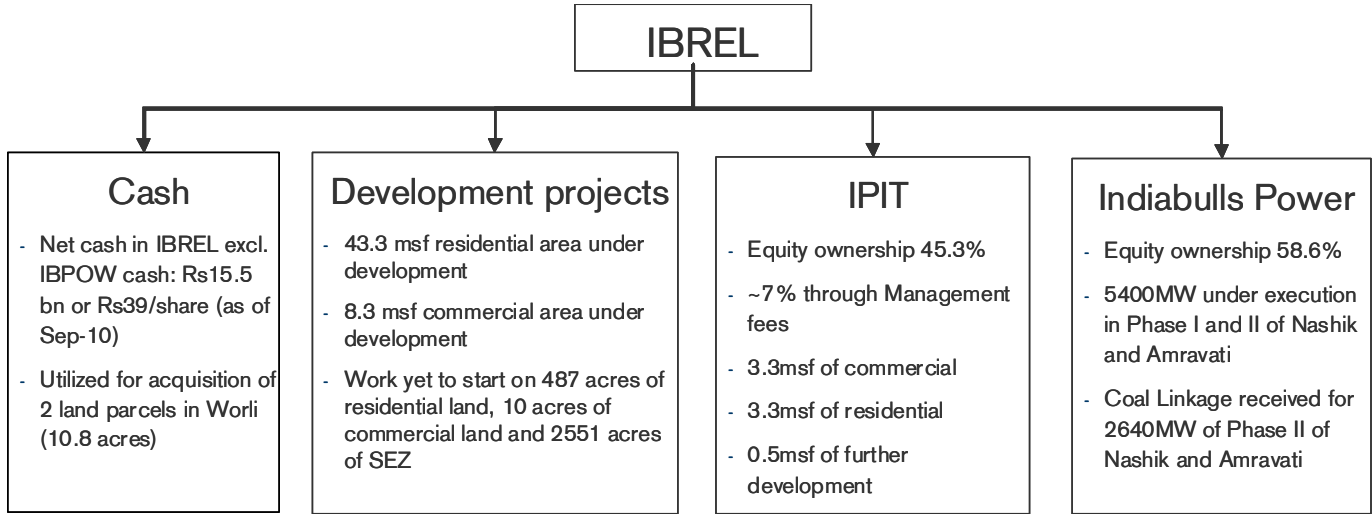 IBREL
Cash
- Net cash in IBREL excl.
IBPOW cash: Rs15.5
bn or Rs39/share (as of
Sep-10)
- Utilized for acquisition of
2 land parcels in Worli
(10.8 acres)
Development projects
- 43.3 msf residential area under
development
- 8.3 msf commercial area under
development
- Work yet to start on 487 acres of
residential land, 10 acres of
commercial land and 2551 acres
of SEZ
IPIT
- Equity ownership 45.3%
- ~7% through Management
fees
- 3.3msf of commercial
- 3.3msf of residential
- 0.5msf of further
development
Indiabulls Power
- Equity ownership 58.6%
- 5400MW under execution
in Phase I and II of Nashik
and Amravati
- Coal Linkage received for
2640MW of Phase II of
Nashik and Amravati